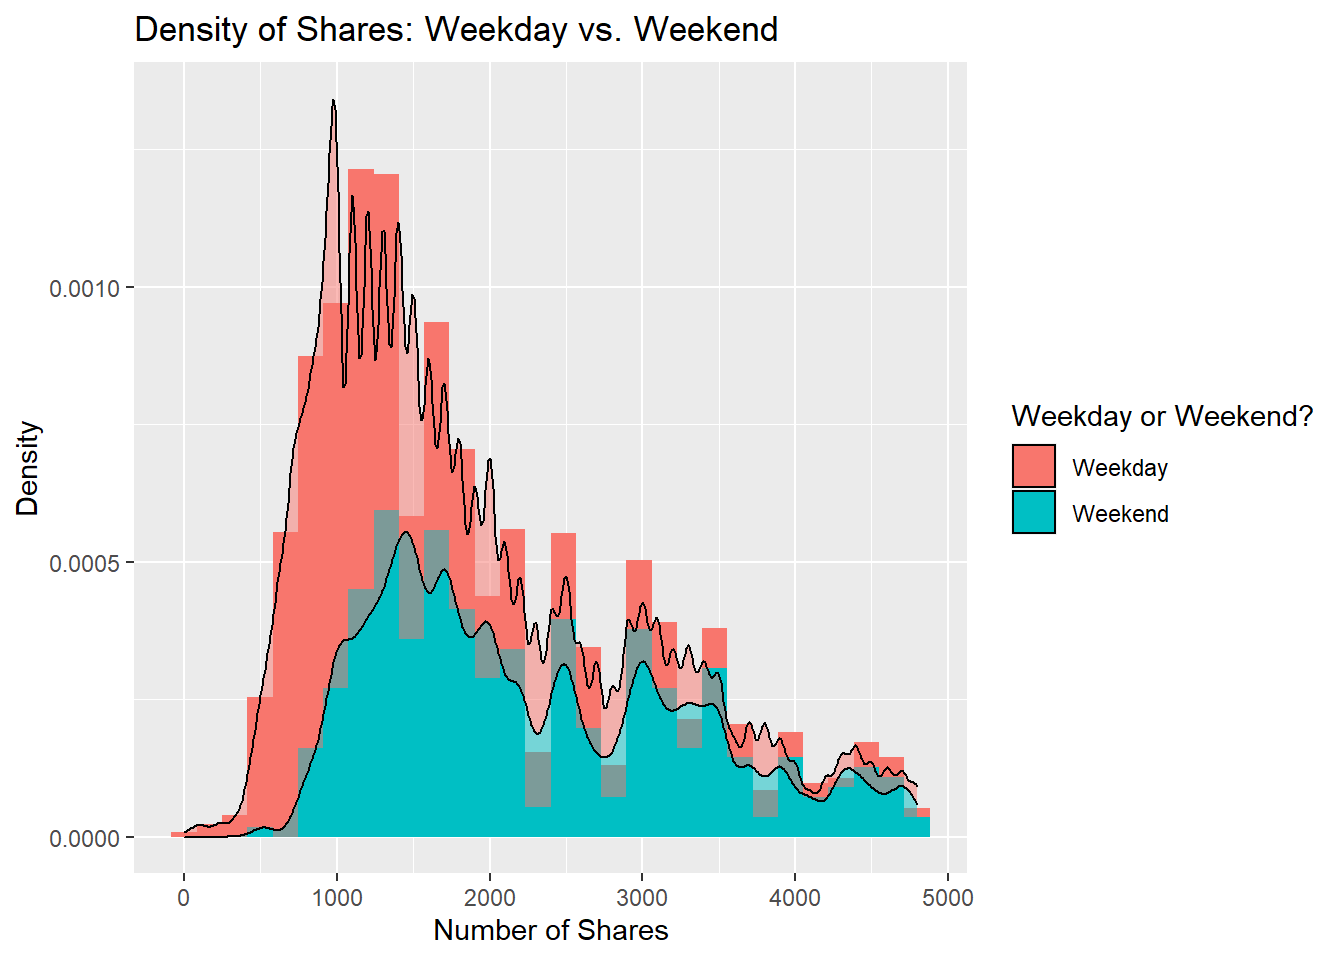 Density of Shares: Weekday vs. Weekend
Density
0.0010
0.0005
0.0000
0 1000 2000 3000 4000 5000
Number of Shares
Weekday or Weekend?
Weekday
Weekend